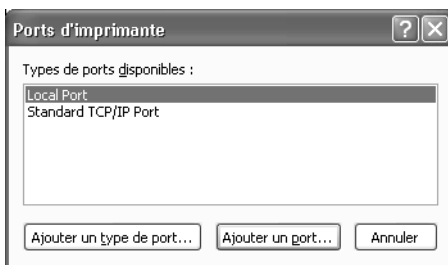 Ports d'imprimante
Types de ports disponibles :
Local Port
Standard TCP/IP Port
Ajouter un type de port... Ajouter un port... Annuler